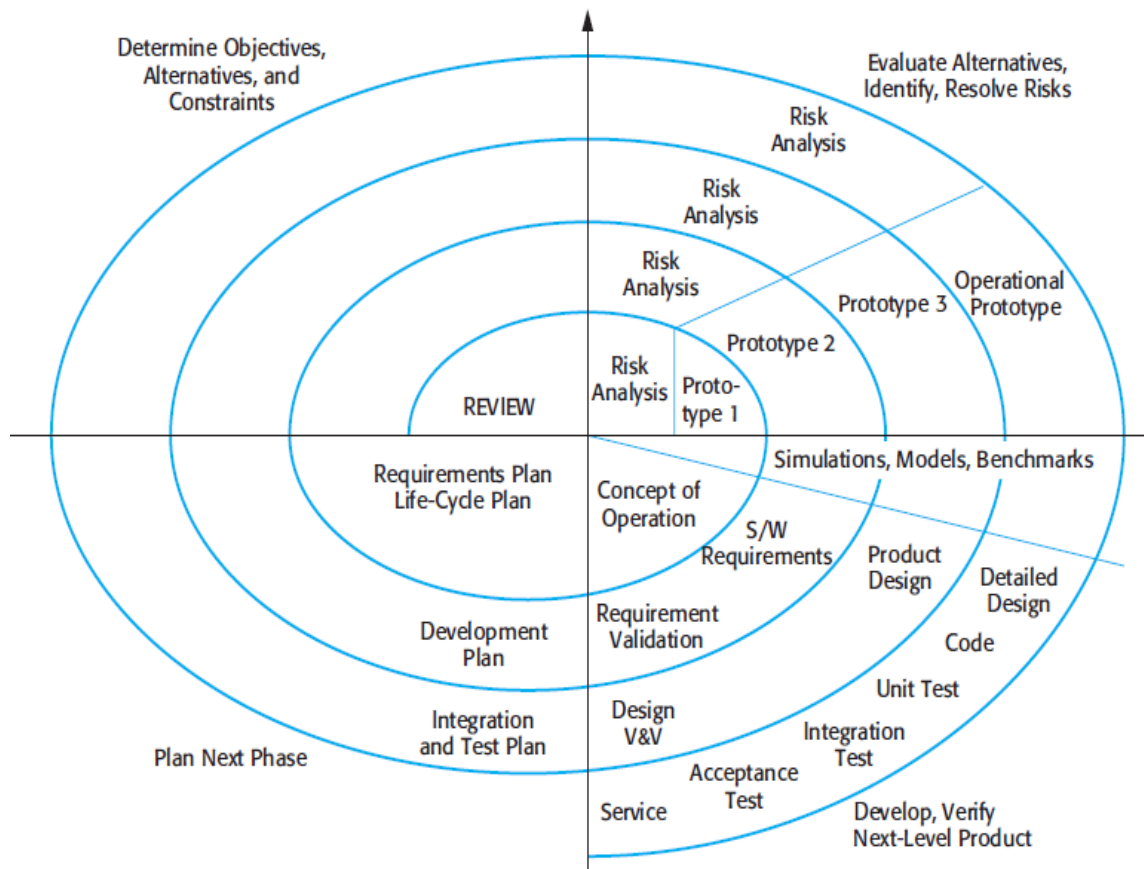 Determine Objectives,
Alternatives, and
Constraints
Evaluate Alternatives,
Identify, Resolve Risks
Risk
Analysis
Risk
Analysis
Risk
Analysis
Risk
Analysis
Operational
Prototype
Prototype 3
Prototype 2
Proto-
type 1
REVIEW
Requirements Plan
Life-Cycle Plan
Simulations, Models, Benchmarks
Concept of
Operation
S/W
Requirements
Product
Design
Detailed
Design
Development
Plan
Requirement
Validation
Code
Unit Test
Integration
and Test Plan
Design
V&V
Integration
Test
Plan Next Phase
Acceptance
Test
Service
Develop, Verify
Next-Level Product